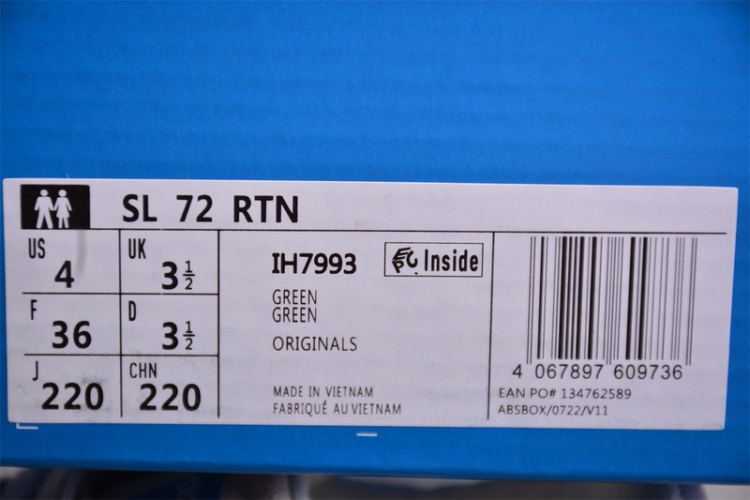 SL 72 RTN
US
4
UK
3 1/2
F
36
D
3 1/2
J
220
CHN
220
IH7993
EPC Inside
GREEN
GREEN
ORIGINALS
MADE IN VIETNAM
FABRIQUÉ AU VIETNAM
4 067897 609736
EAN PO# 134762589
ABSBOX/0722/V11